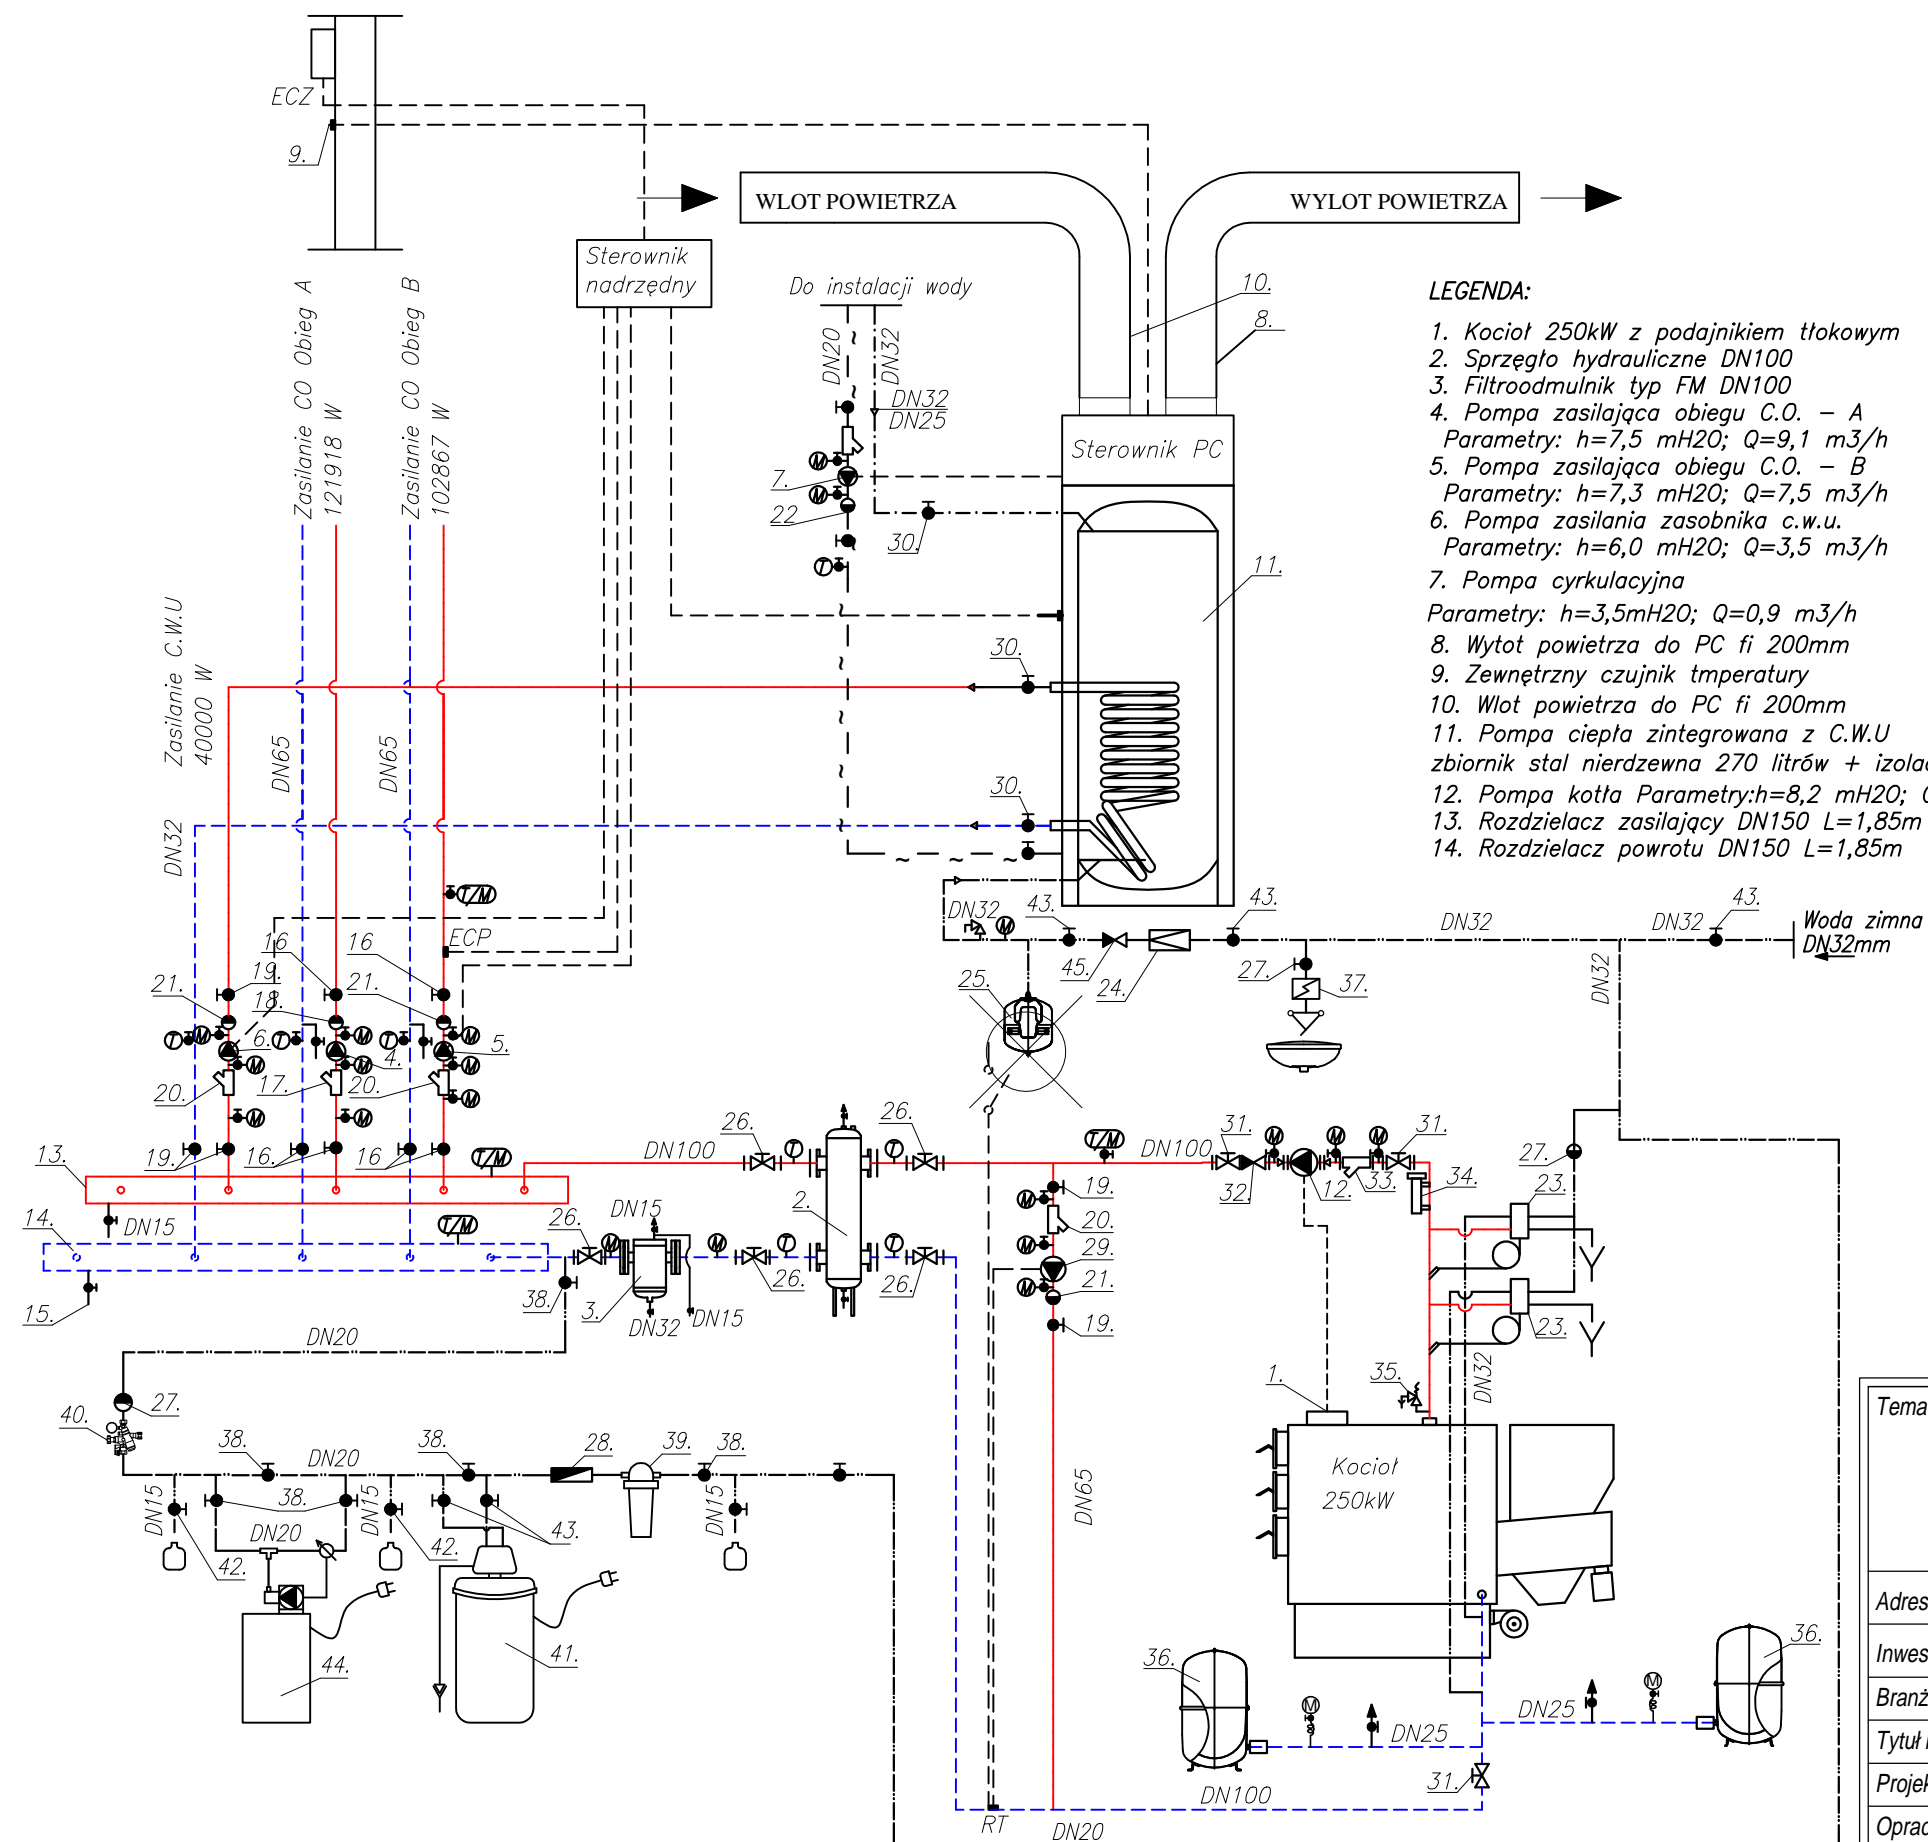 ECZ
9.
WLOT POWIETRZA
WYLOT POWIETRZA
Sterownik
nadrzędny
Do instalacji wody
Zasilanie CO Obieg A
121918 W
Zasilanie CO Obieg B
102867 W
DN20
DN32
DN32
DN25
10.
8.
Sterownik PC
7.
22
30.
11.
LEGENDA:
1. Kocioł 250kW z podajnikiem tłokowym
2. Sprzęgło hydrauliczne DN100
3. Filtroodmulnik typ FM DN100
4. Pompa zasilająca obiegu C.O. – A
Parametry: h=7,5 mH2O; Q=9,1 m3/h
5. Pompa zasilająca obiegu C.O. – B
Parametry: h=7,3 mH2O; Q=7,5 m3/h
6. Pompa zasilania zasobnika c.w.u.
Parametry: h=6,0 mH2O; Q=3,5 m3/h
7. Pompa cyrkulacyjna
Parametry: h=3,5mH2O; Q=0,9 m3/h
8. Wytot powietrza do PC fi 200mm
9. Zewnętrzny czujnik tmperatury
10. Wlot powietrza do PC fi 200mm
11. Pompa ciepła zintegrowana z C.W.U
zbiornik stal nierdzewna 270 litrów + izola
12. Pompa kotła Parametry:h=8,2 mH2O;
13. Rozdzielacz zasilający DN150 L=1,85m
14. Rozdzielacz powrotu DN150 L=1,85m
Zasilanie C.W.U
40000 W
DN65
DN65
DN32
30.
30.
T/M
ECP
DN32
M
43.
43.
DN32
DN32
43.
Woda zimna
DN32mm
45.
24.
27.
37.
DN32
25.
16
16
19.
21.
18.
21.
T
M
6.
T
M
4.
T
M
5.
M
M
M
20.
17.
20.
M
M
M
19.
16.
16
13.
T/M
DN15
14.
T/M
15.
DN100
26.
T
2.
T
26.
T/M
DN100
31.
M
M
M
31.
32.
12.
33.
34.
27.
23.
23.
26.
M
DN15
M
T
T
26.
26.
38.
3.
DN32
DN15
19.
M
20.
M
29.
M
21.
19.
DN20
27.
40.
38.
DN20
38.
28.
39.
38.
DN15
38.
DN15
DN15
DN20
42.
42.
43.
44.
41.
DN65
1.
35.
DN32
Kocioł
250kW
36.
M
DN25
DN25
M
36.
31.
DN100
RT
DN20
Tema
Adres
Inwes
Branż
Tytuł
Projek
Oprac